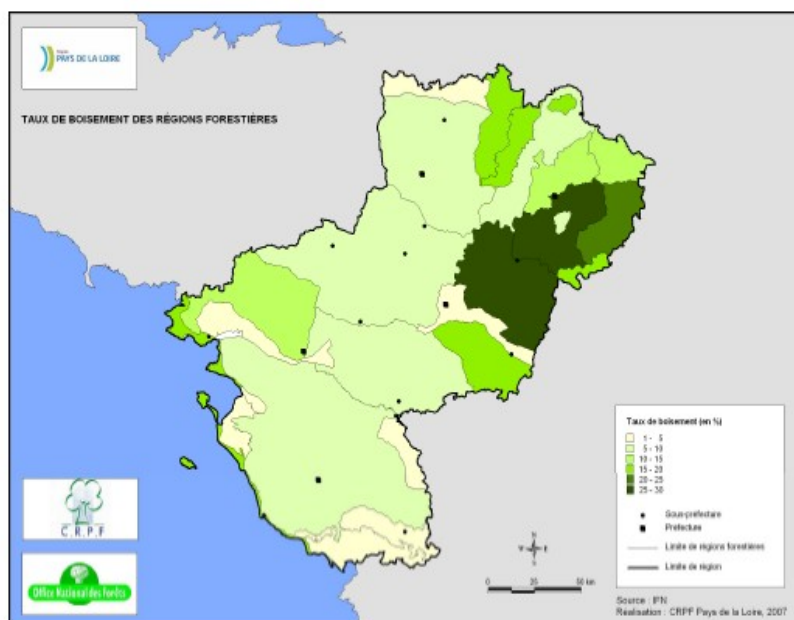 Région
PAYS DE LA LOIRE
TAUX DE BOISEMENT DES RÉGIONS FORESTIÈRES
Taux de boisement (en %)
1 - 5
5 - 10
10 - 15
15 - 20
20 - 25
25 - 30
Sous-préfecture
Préfecture
Limite de régions forestières
Limite de région
C.R.P.F
Office National des Forêts
N
V E
S
0 25 50 km
Source : IFN
Réalisation : CRPF Pays de la Loire, 2007